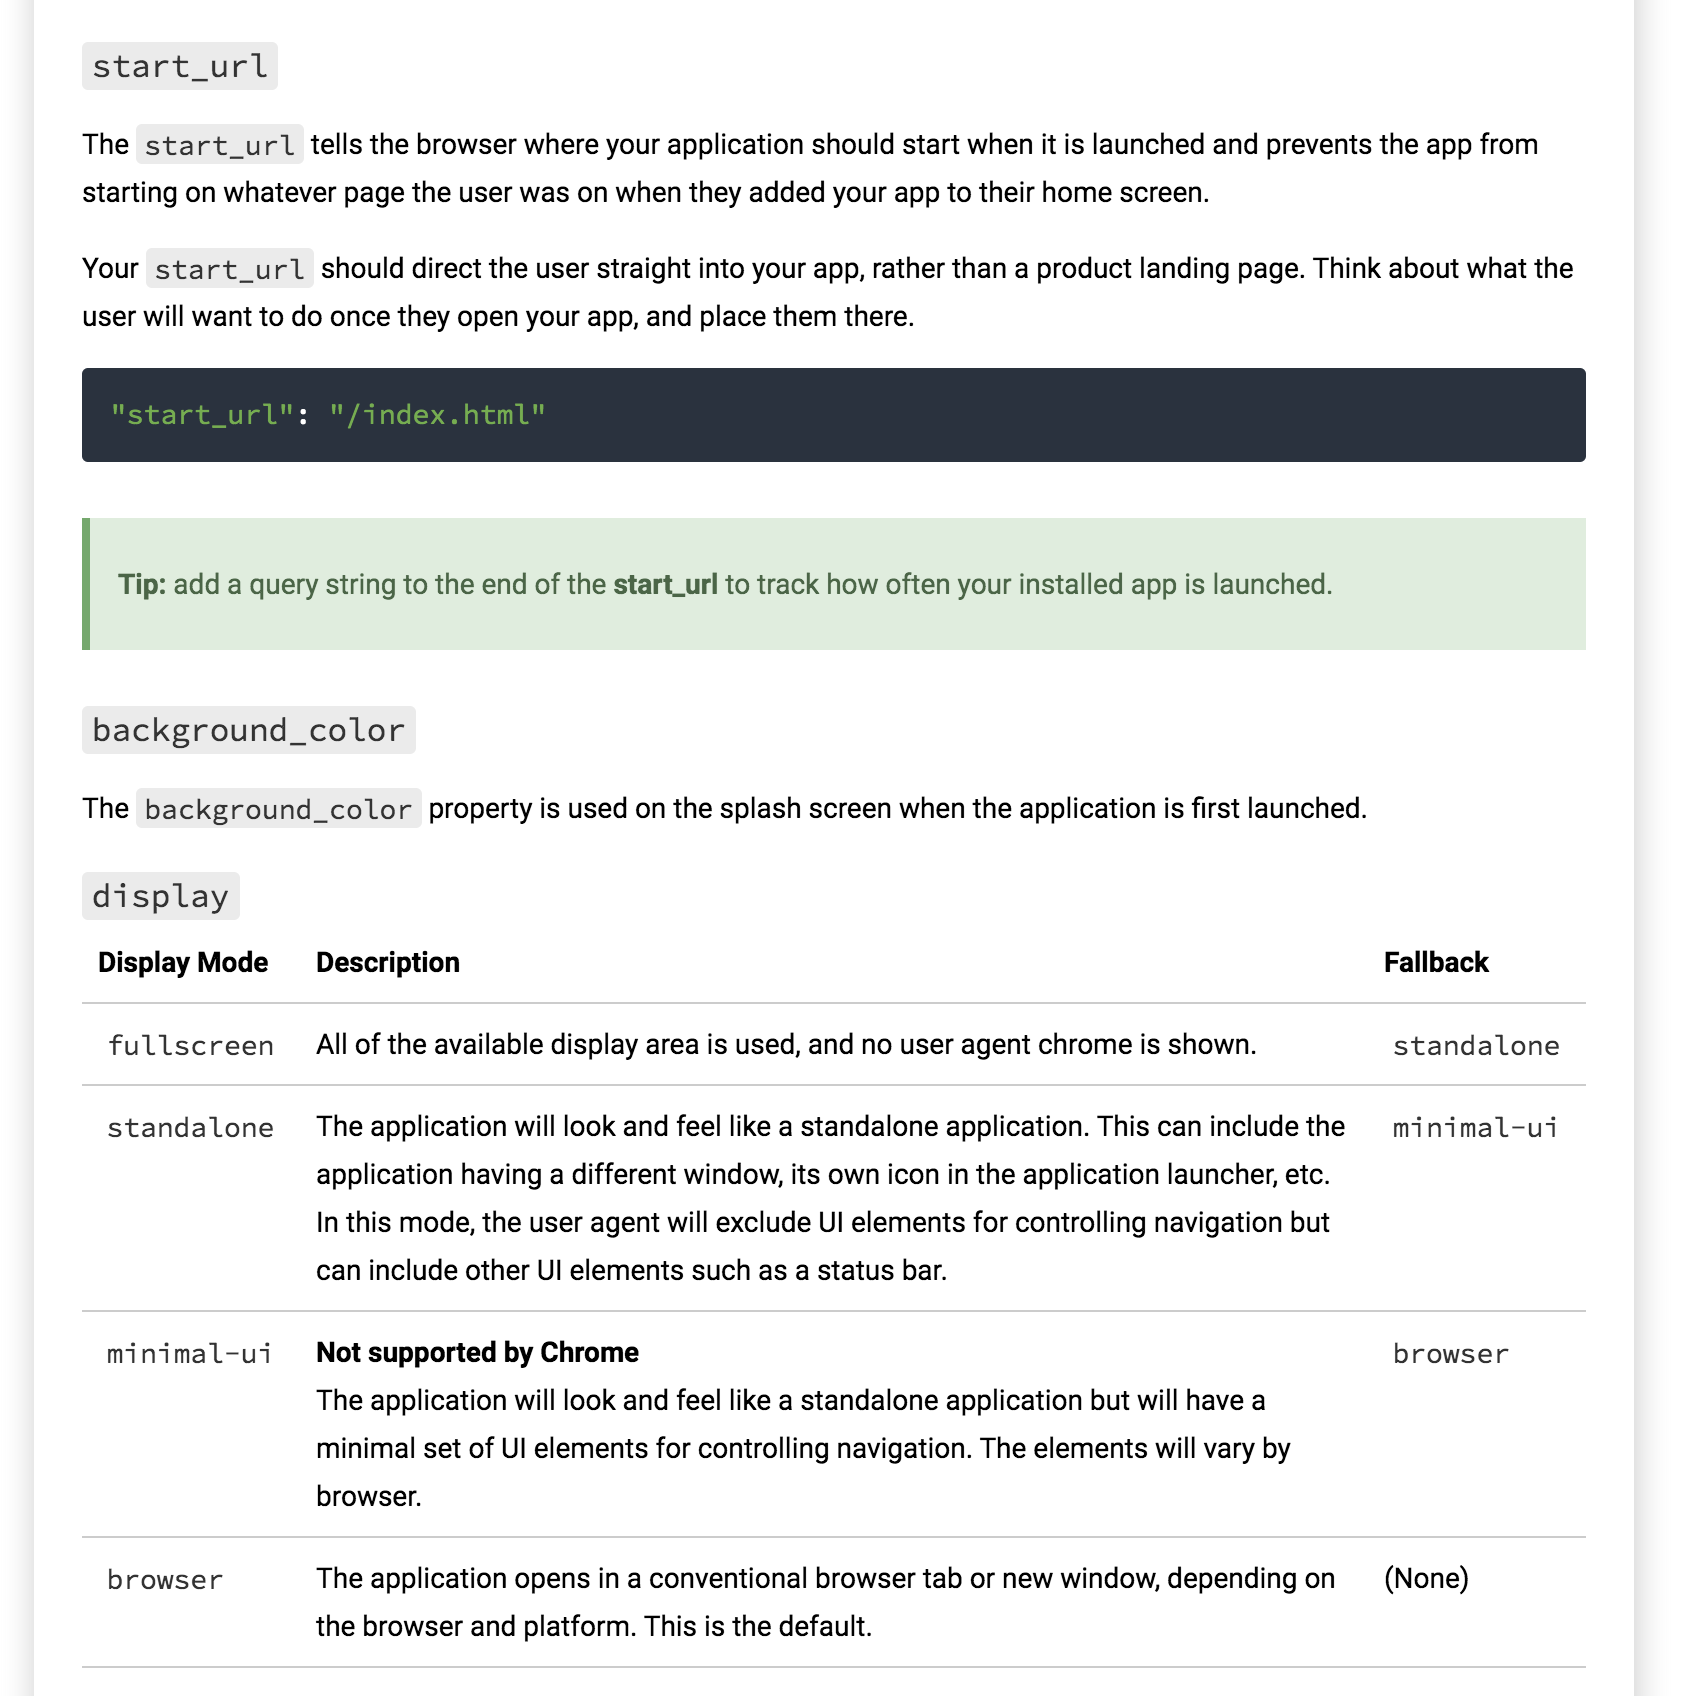 start_url
The start_url tells the browser where your application should start when it is launched and prevents the app from
starting on whatever page the user was on when they added your app to their home screen.
Your start_url should direct the user straight into your app, rather than a product landing page. Think about what the
user will want to do once they open your app, and place them there.
"start_url": "/index.html"
Tip: add a query string to the end of the start_url to track how often your installed app is launched.
background_color
The background_color property is used on the splash screen when the application is first launched.
display
Display Mode Description Fallback
fullscreen All of the available display area is used, and no user agent chrome is shown. standalone
standalone The application will look and feel like a standalone application. This can include the minimal-ui
application having a different window, its own icon in the application launcher, etc.
In this mode, the user agent will exclude UI elements for controlling navigation but
can include other UI elements such as a status bar.
minimal-ui Not supported by Chrome browser
The application will look and feel like a standalone application but will have a
minimal set of UI elements for controlling navigation. The elements will vary by
browser.
browser The application opens in a conventional browser tab or new window, depending on (None)
the browser and platform. This is the default.